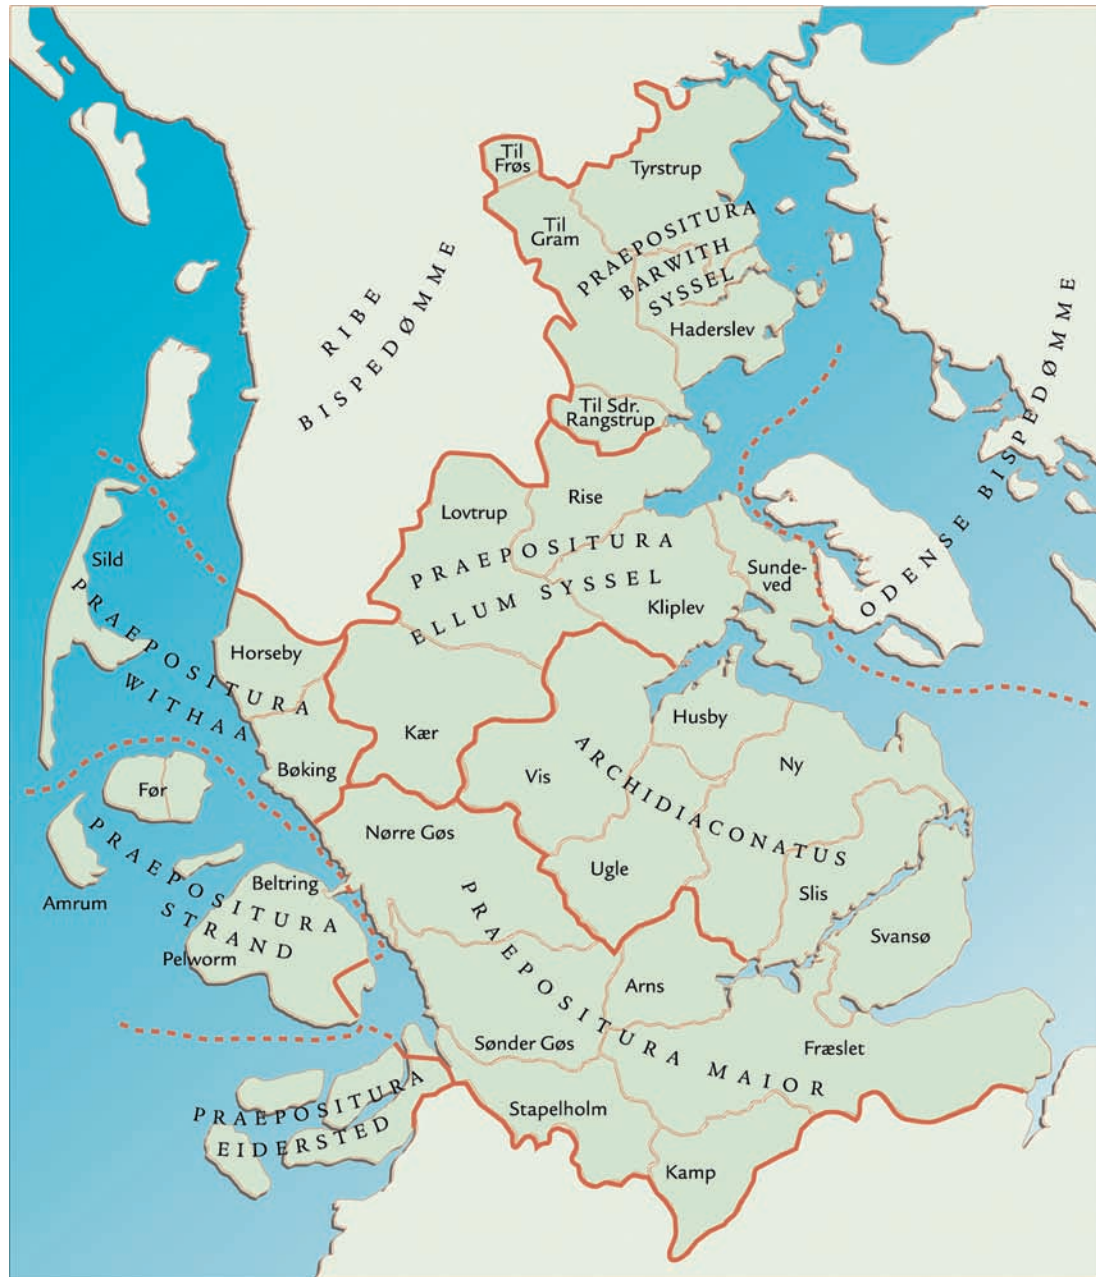 Til
Frøs
Tyrstrup
Til
Gram
PRAEPOSITURA
BARWITH
SYSSEL
RIBE
BISPEDØMME
Haderslev
ODENSE BISPEDØMME
Til Sdr.
Rangstrup
Rise
Lovtrup
PRAEPOSITURA
ELLUM SYSSEL
Sunde-
ved
Kliplev
Sild
PRAEPOSITURA
WITHAA
Horseby
Husby
Kær
Ny
Bøking
Vis
ARCHIDIACONATUS
Før
Nørre Gøs
Ugle
Beltring
Slis
Amrum
PRAEPOSITURA
STRAND
Svansø
Pelworm
Arns
PRAEPOSITURA MAIOR
Sønder Gøs
Fræslet
PRAEPOSITURA
EIDERSTED
Stapelholm
Kamp